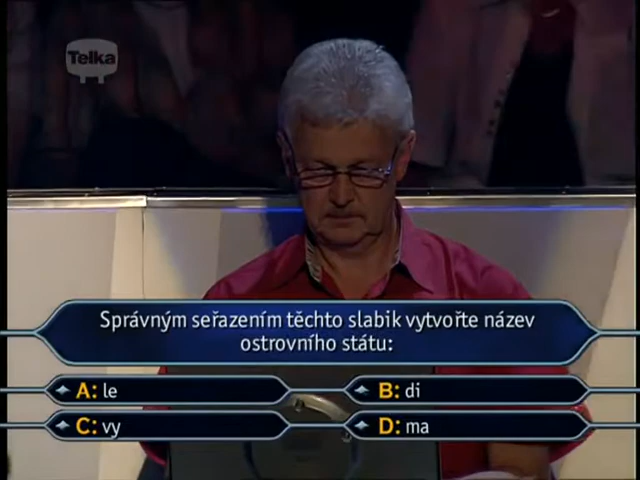 Telka
Správným seřazením těchto slabik vytvořte název
ostrovního státu:
A: le
B: di
C: vy
D: ma